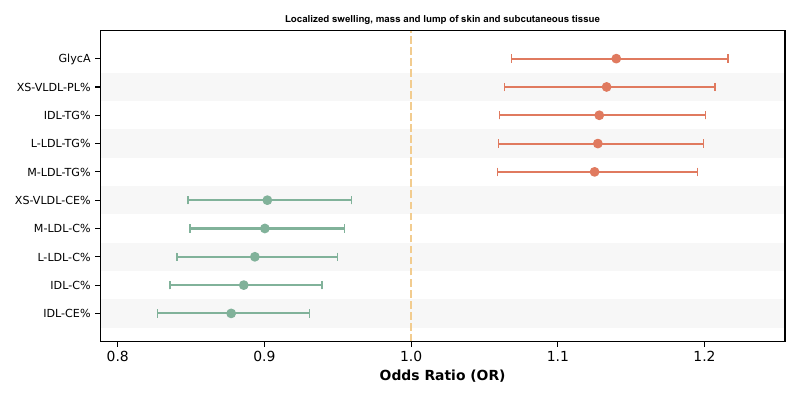 Localized swelling, mass and lump of skin and subcutaneous tissue
GlycA
XS-VLDL-PL%
IDL-TG%
L-LDL-TG%
M-LDL-TG%
XS-VLDL-CE%
M-LDL-C%
L-LDL-C%
IDL-C%
IDL-CE%
0.8 0.9 1.0 1.1 1.2
Odds Ratio (OR)